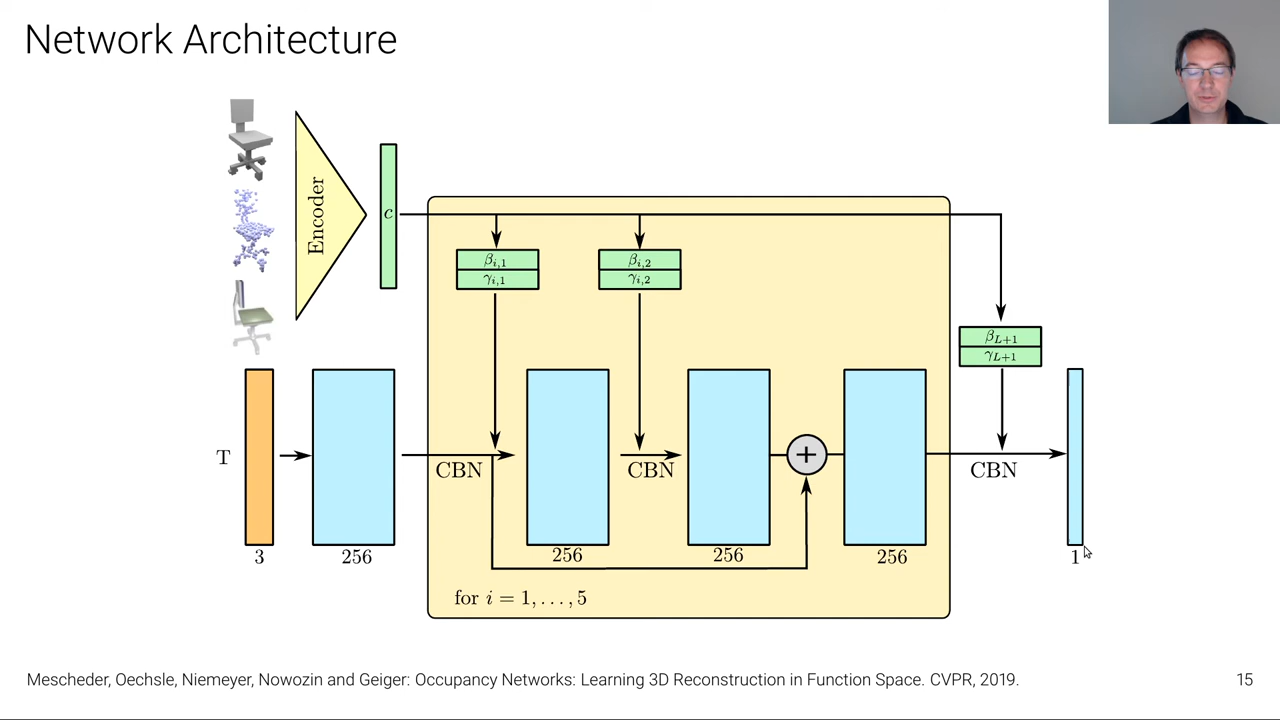 Network Architecture
Encoder
c
β_{i,1}
γ_{i,1}
β_{i,2}
γ_{i,2}
β_{L+1}
γ_{L+1}
T
CBN
CBN
CBN
3
256
256
256
256
1
for i = 1, . . . , 5
Mescheder, Oechsle, Niemeyer, Nowozin and Geiger: Occupancy Networks: Learning 3D Reconstruction in Function Space. CVPR, 2019.
15